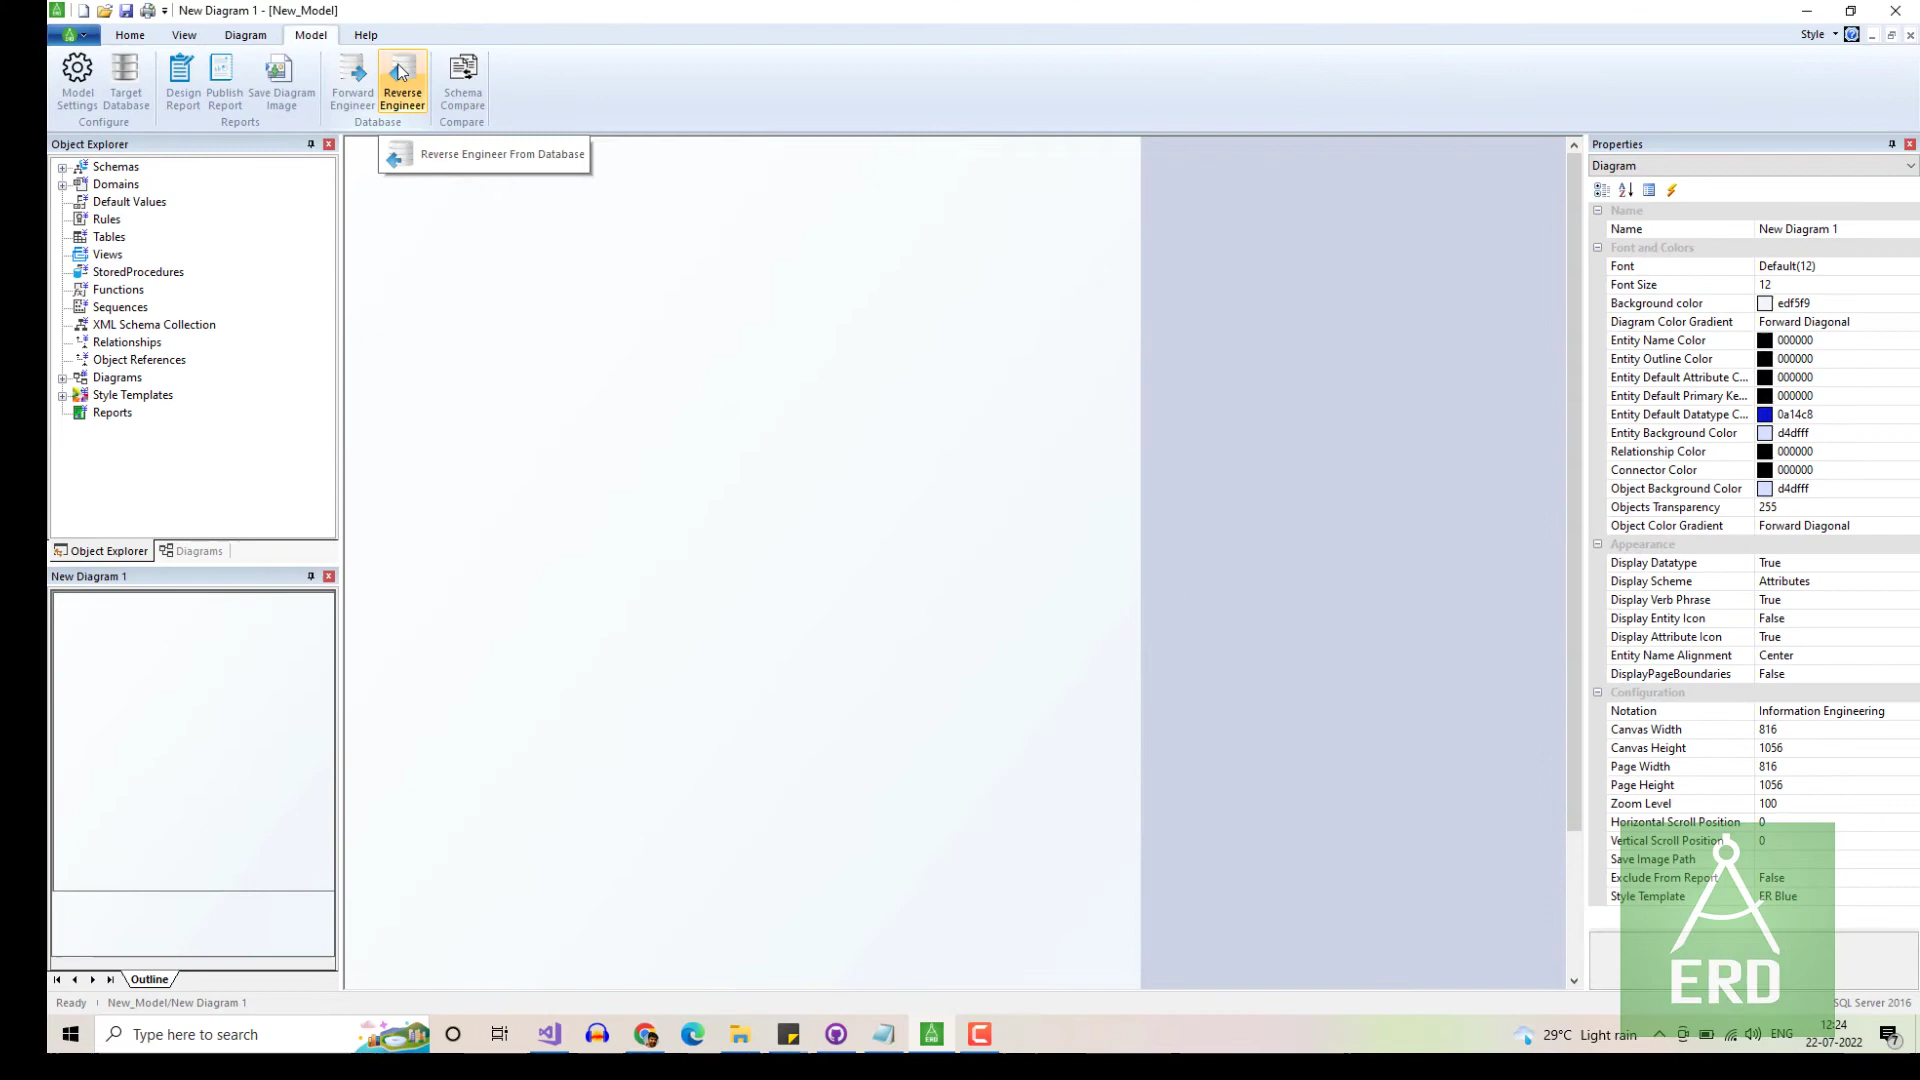 New Diagram 1 - [New_Model]
Home View Diagram Model Help Style
Model Settings Target Database Design Report Publish Report Save Diagram Image Forward Engineer Reverse Engineer Schema Compare
Configure Reports Database Compare
Reverse Engineer From Database
Object Explorer
Schemas
Domains
Default Values
Rules
Tables
Views
StoredProcedures
Functions
Sequences
XML Schema Collection
Relationships
Object References
Diagrams
Style Templates
Reports
Object Explorer Diagrams
New Diagram 1
Outline
Properties
Diagram
Name
Name New Diagram 1
Font and Colors
Font Default(12)
Font Size 12
Background color edf5f9
Diagram Color Gradient Forward Diagonal
Entity Name Color 000000
Entity Outline Color 000000
Entity Default Attribute C... 000000
Entity Default Primary Ke... 000000
Entity Default Datatype C... 0a14c8
Entity Background Color d4dfff
Relationship Color 000000
Connector Color 000000
Object Background Color d4dfff
Objects Transparency 255
Object Color Gradient Forward Diagonal
Appearance
Display Datatype True
Display Scheme Attributes
Display Verb Phrase True
Display Entity Icon False
Display Attribute Icon True
Entity Name Alignment Center
DisplayPageBoundaries False
Configuration
Notation Information Engineering
Canvas Width 816
Canvas Height 1056
Page Width 816
Page Height 1056
Zoom Level 100
Horizontal Scroll Position 0
Vertical Scroll Position 0
Save Image Path
Exclude From Report False
Style Template ER Blue
ERD
Ready New_Model/New Diagram 1 SQL Server 2016
Type here to search
ERD
29°C Light rain ENG
12:24
22-07-2022
7